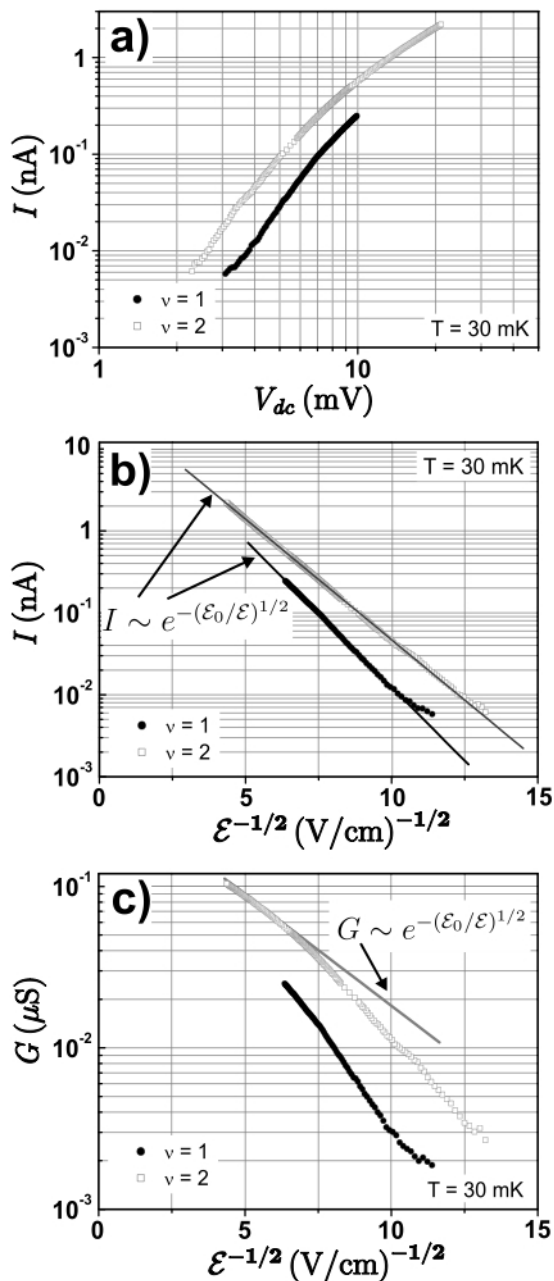 a)
1
10⁻¹
10⁻²
10⁻³
I (nA)
ν = 1
ν = 2
T = 30 mK
1
10
V_dc (mV)
b)
T = 30 mK
10
1
10⁻¹
10⁻²
10⁻³
I (nA)
I ∼ e^{-(ℰ₀/ℰ)^{1/2}}
ν = 1
ν = 2
0
5
10
15
ℰ^{-1/2} (V/cm)^{-1/2}
c)
10⁻¹
10⁻²
10⁻³
G (μS)
G ∼ e^{-(ℰ₀/ℰ)^{1/2}}
ν = 1
ν = 2
T = 30 mK
0
5
10
15
ℰ^{-1/2} (V/cm)^{-1/2}